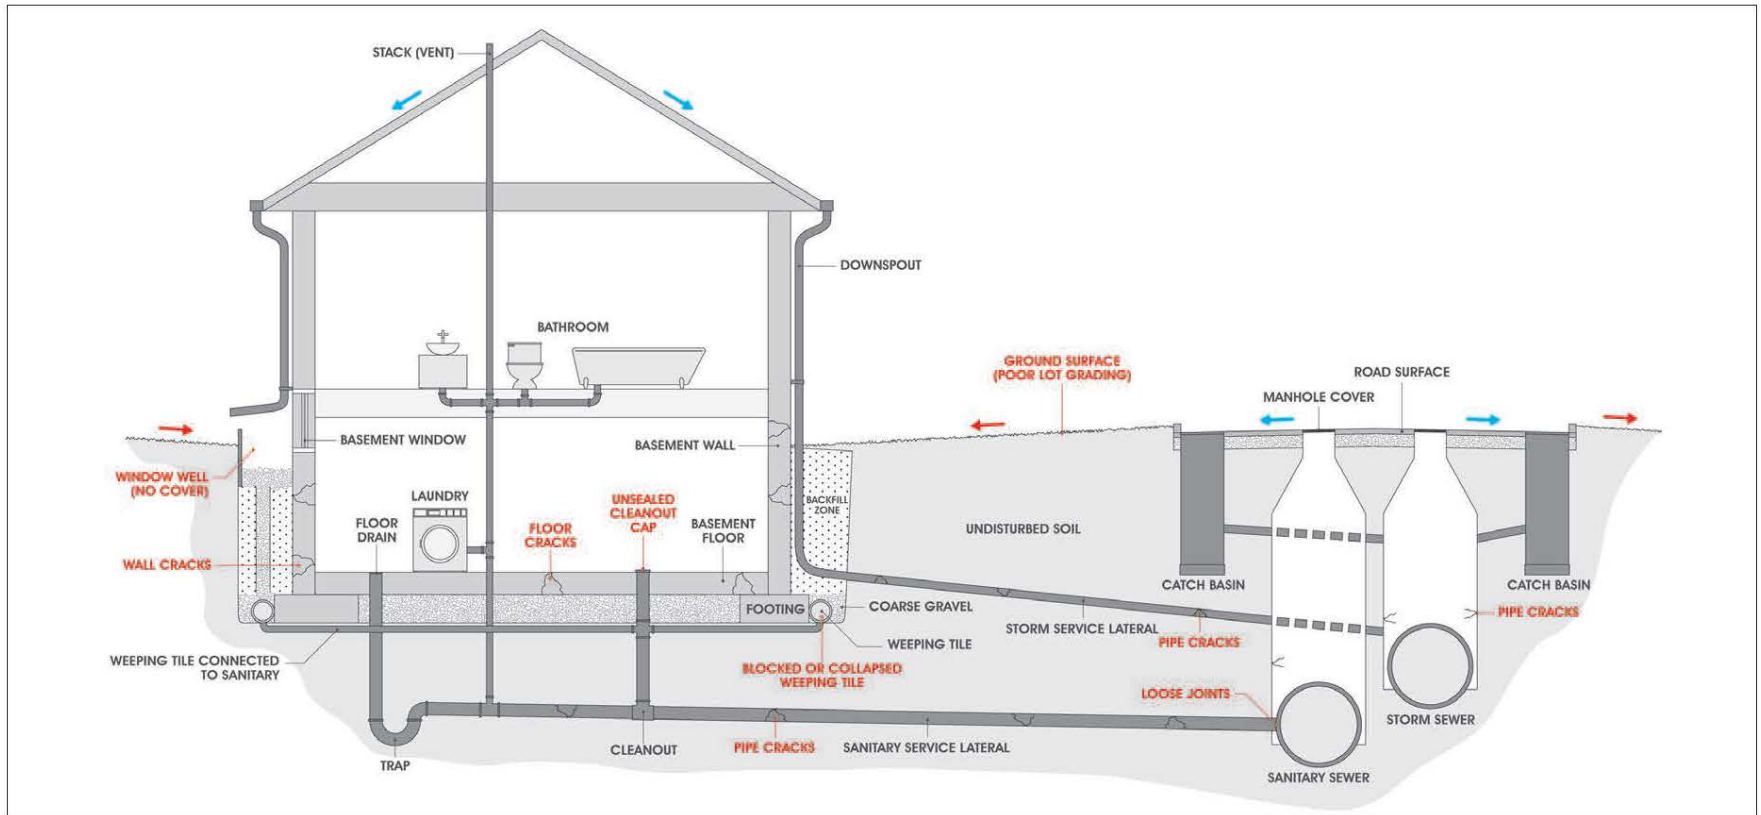 STACK (VENT)
DOWNSPOUT
BATHROOM
GROUND SURFACE
(POOR LOT GRADING)
ROAD SURFACE
MANHOLE COVER
BASEMENT WINDOW
BASEMENT WALL
WINDOW WELL
(NO COVER)
LAUNDRY
UNSEALED
CLEANOUT
CAP
BACKFILL
ZONE
FLOOR
DRAIN
FLOOR
CRACKS
BASEMENT
FLOOR
UNDISTURBED SOIL
WALL CRACKS
CATCH BASIN
CATCH BASIN
FOOTING
COARSE GRAVEL
PIPE CRACKS
STORM SERVICE LATERAL
PIPE CRACKS
WEEPING TILE
WEEPING TILE CONNECTED
TO SANITARY
BLOCKED OR COLLAPSED
WEEPING TILE
LOOSE JOINTS
STORM SEWER
CLEANOUT
PIPE CRACKS
SANITARY SERVICE LATERAL
TRAP
SANITARY SEWER